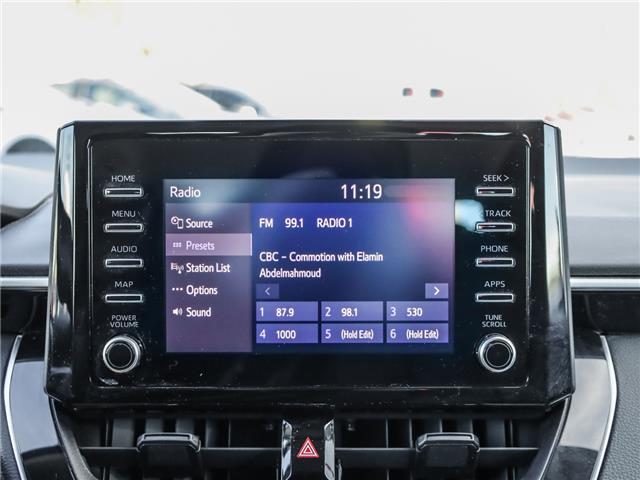 HOME
MENU
AUDIO
MAP
POWER
VOLUME
Radio 11:19
Source
Presets
Station List
Options
Sound
FM 99.1 RADIO 1
CBC – Commotion with Elamin
Abdelmahmoud
< >
1 87.9 2 98.1 3 530
4 1000 5 (Hold Edit) 6 (Hold Edit)
SEEK >
< TRACK
PHONE
APPS
TUNE
SCROLL